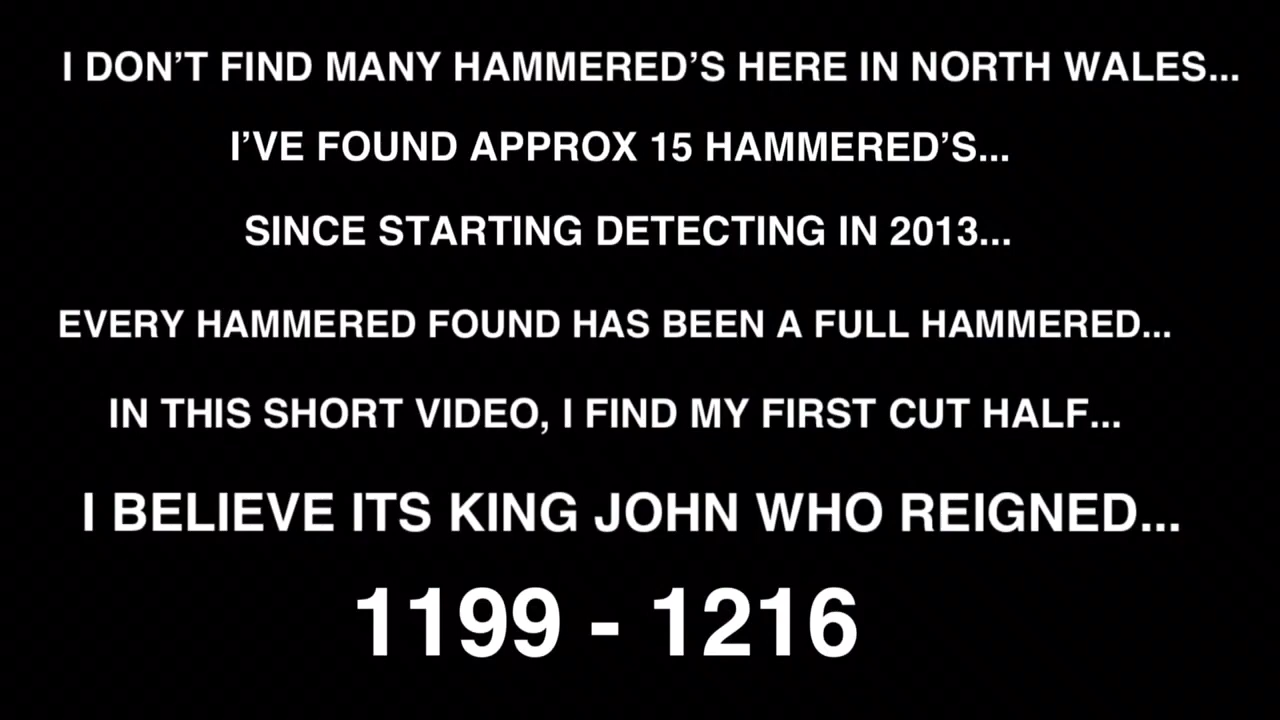 I DON’T FIND MANY HAMMERED’S HERE IN NORTH WALES...
I’VE FOUND APPROX 15 HAMMERED’S...
SINCE STARTING DETECTING IN 2013...
EVERY HAMMERED FOUND HAS BEEN A FULL HAMMERED...
IN THIS SHORT VIDEO, I FIND MY FIRST CUT HALF...
I BELIEVE ITS KING JOHN WHO REIGNED...
1199 - 1216